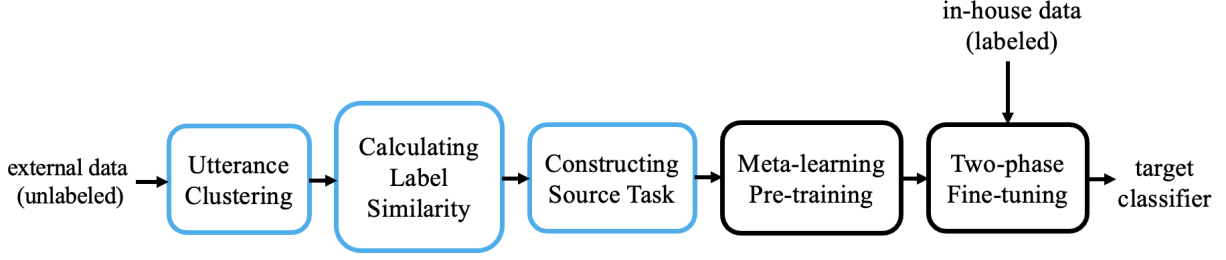 in-house data
(labeled)
external data
(unlabeled)
Utterance
Clustering
Calculating
Label
Similarity
Constructing
Source Task
Meta-learning
Pre-training
Two-phase
Fine-tuning
target
classifier